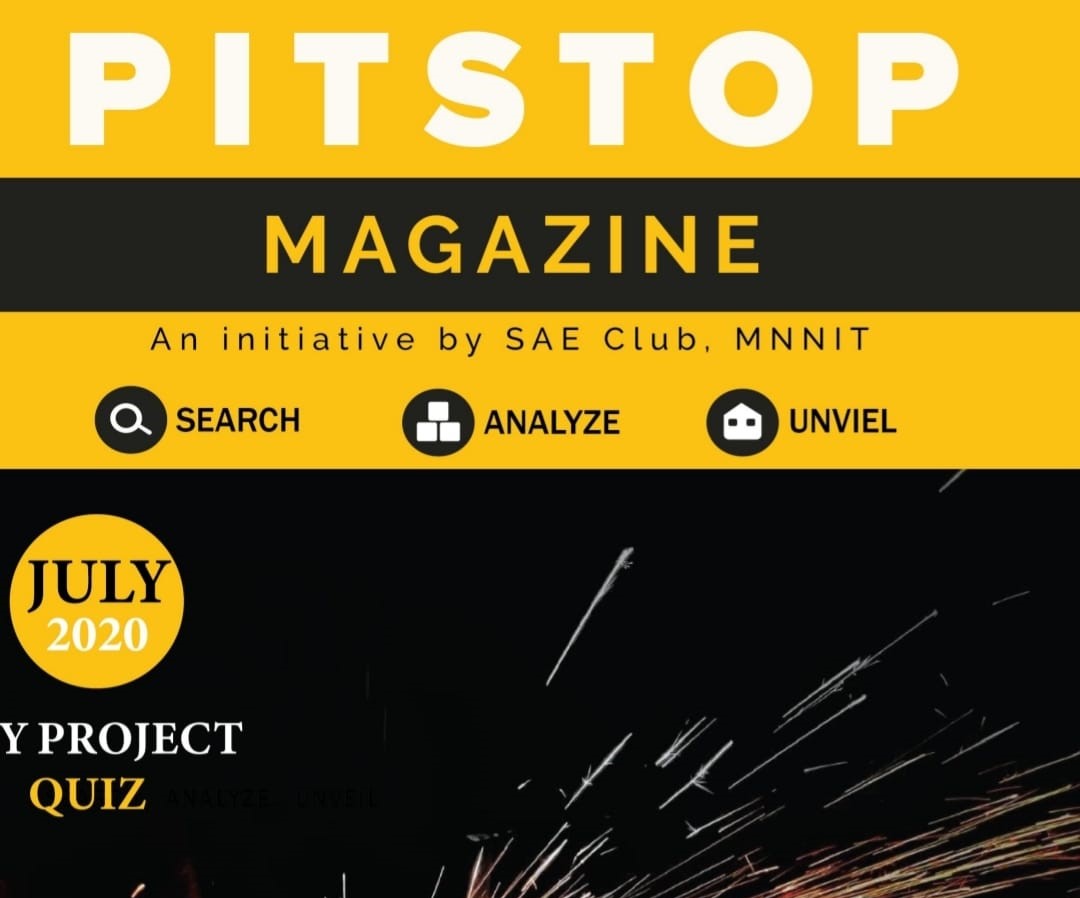 PITSTOP
MAGAZINE
An initiative by SAE Club, MNNIT
SEARCH ANALYZE UNVIEL
JULY
2020
Y PROJECT
QUIZ
ANALYZE UNVEIL